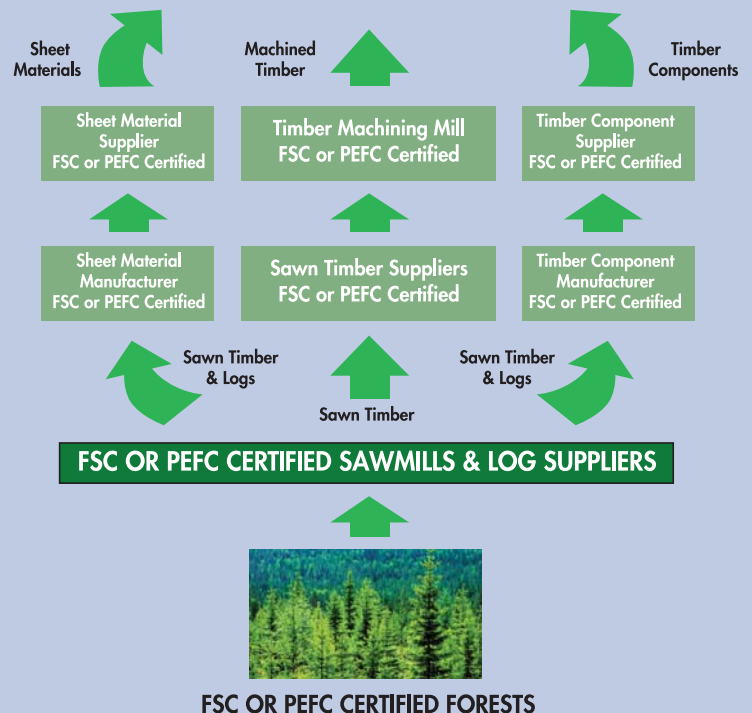 Sheet
Materials
Machined
Timber
Timber
Components
Sheet Material
Supplier
FSC or PEFC Certified
Timber Machining Mill
FSC or PEFC Certified
Timber Component
Supplier
FSC or PEFC Certified
Sheet Material
Manufacturer
FSC or PEFC Certified
Sawn Timber Suppliers
FSC or PEFC Certified
Timber Component
Manufacturer
FSC or PEFC Certified
Sawn Timber
& Logs
Sawn Timber
Sawn Timber
& Logs
FSC OR PEFC CERTIFIED SAWMILLS & LOG SUPPLIERS
FSC OR PEFC CERTIFIED FORESTS